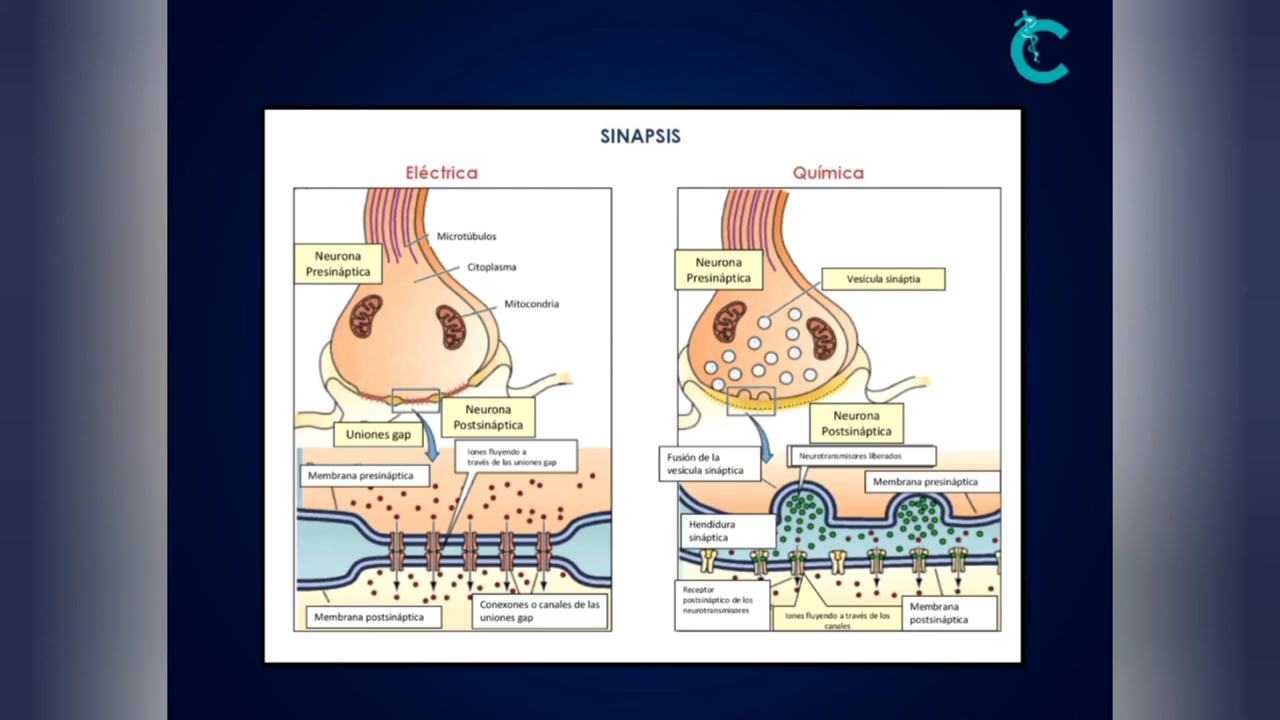 SINAPSIS
Eléctrica
Microtúbulos
Neurona
Presináptica
Citoplasma
Mitocondria
Neurona
Postsináptica
Uniones gap
Iones fluyendo a
través de las uniones gap
Membrana presináptica
Membrana postsináptica
Conexones o canales de las
uniones gap
Química
Neurona
Presináptica
Vesícula sináptia
Neurona
Postsináptica
Fusión de la
vesícula sináptica
Neurotransmisores liberados
Membrana presináptica
Hendidura
sináptica
Receptor
postsináptico de los
neurotransmisores
Iones fluyendo a través de los
canales
Membrana
postsináptica